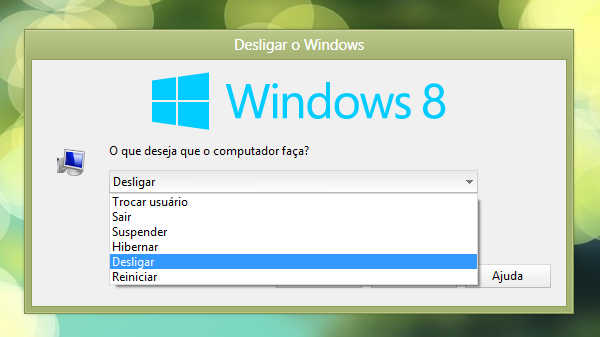 Desligar o Windows
Windows 8
O que deseja que o computador faça?
Desligar
Trocar usuário
Sair
Suspender
Hibernar
Desligar
Reiniciar
Ajuda